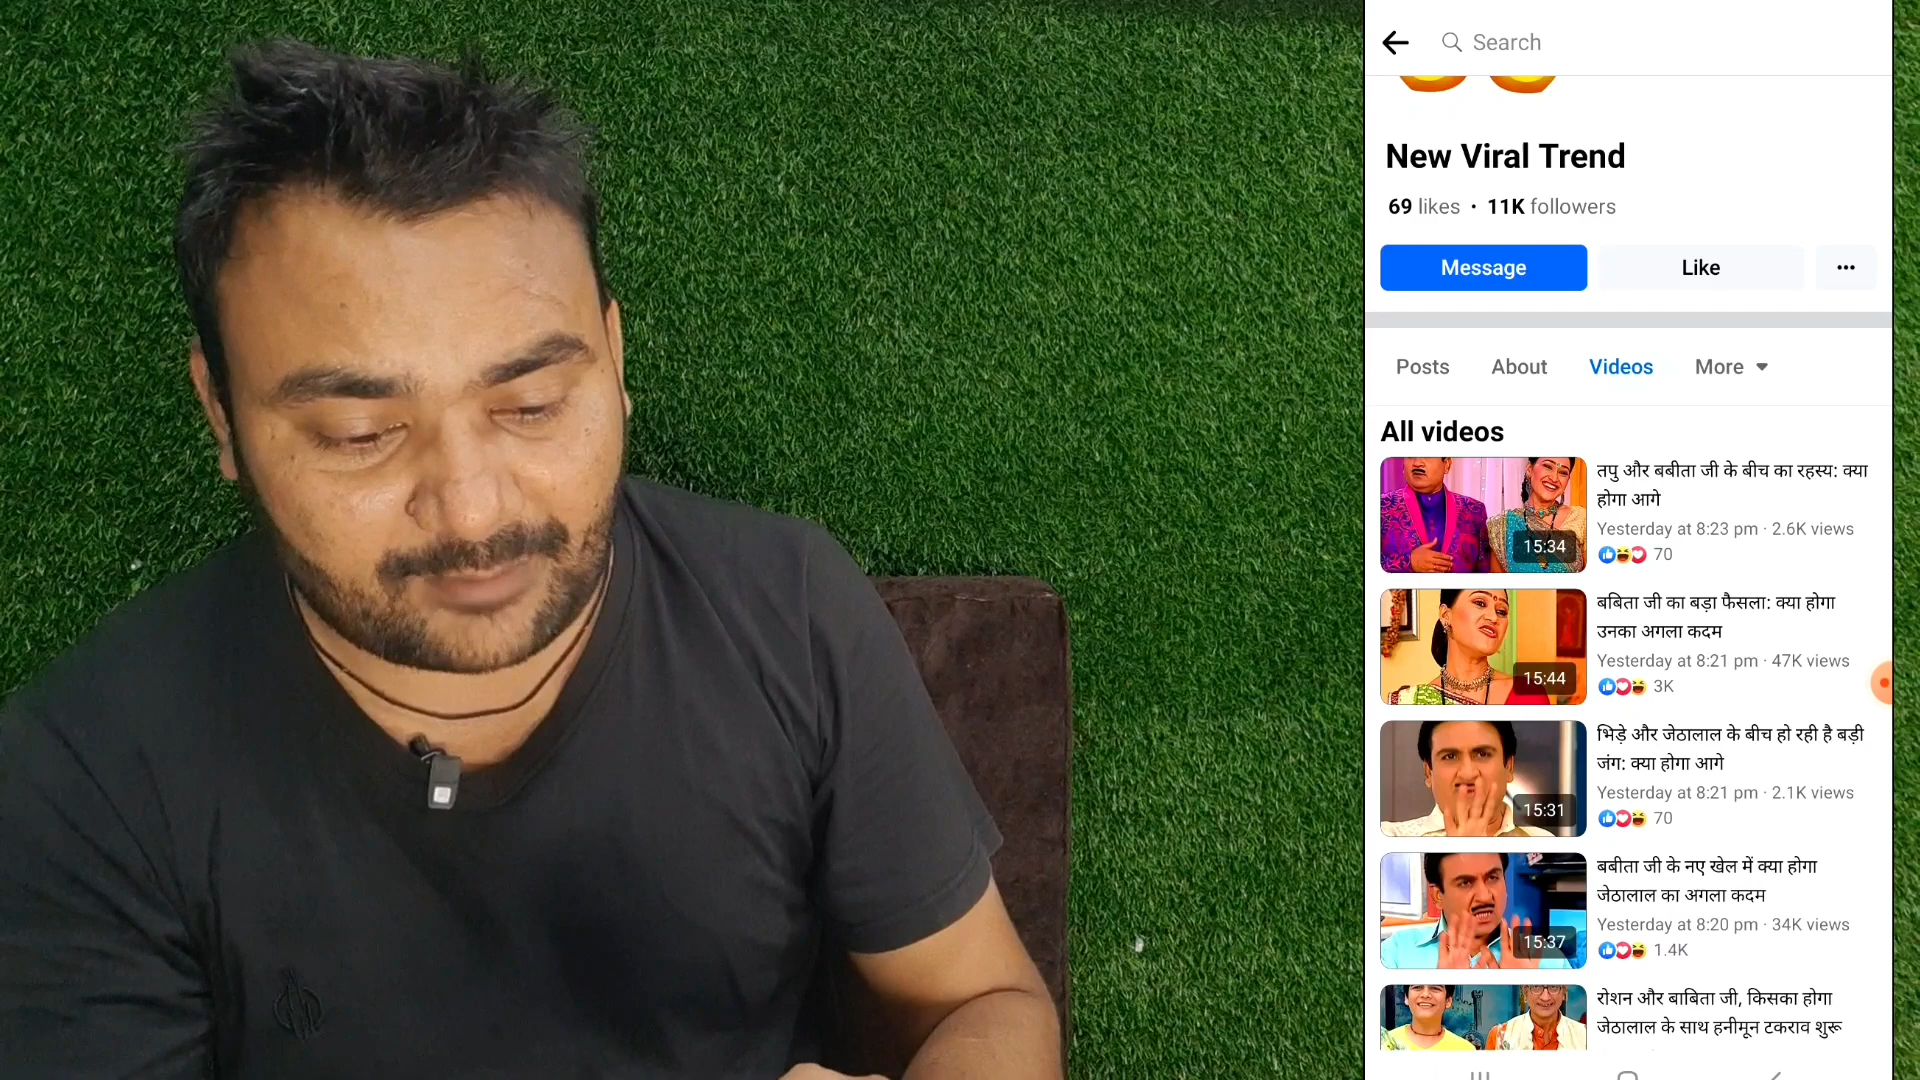 Search
New Viral Trend
69 likes · 11K followers
Message
Like
Posts
About
Videos
More
All videos
15:34
तपु और बबीता जी के बीच का रहस्य: क्या
होगा आगे
Yesterday at 8:23 pm · 2.6K views
70
15:44
बबिता जी का बड़ा फैसला: क्या होगा
उनका अगला कदम
Yesterday at 8:21 pm · 47K views
3K
15:31
भिड़े और जेठालाल के बीच हो रही है बड़ी
जंग: क्या होगा आगे
Yesterday at 8:21 pm · 2.1K views
70
15:37
बबीता जी के नए खेल में क्या होगा
जेठालाल का अगला कदम
Yesterday at 8:20 pm · 34K views
1.4K
रोशन और बाबिता जी, किसका होगा
जेठालाल के साथ हनीमून टकराव शुरू